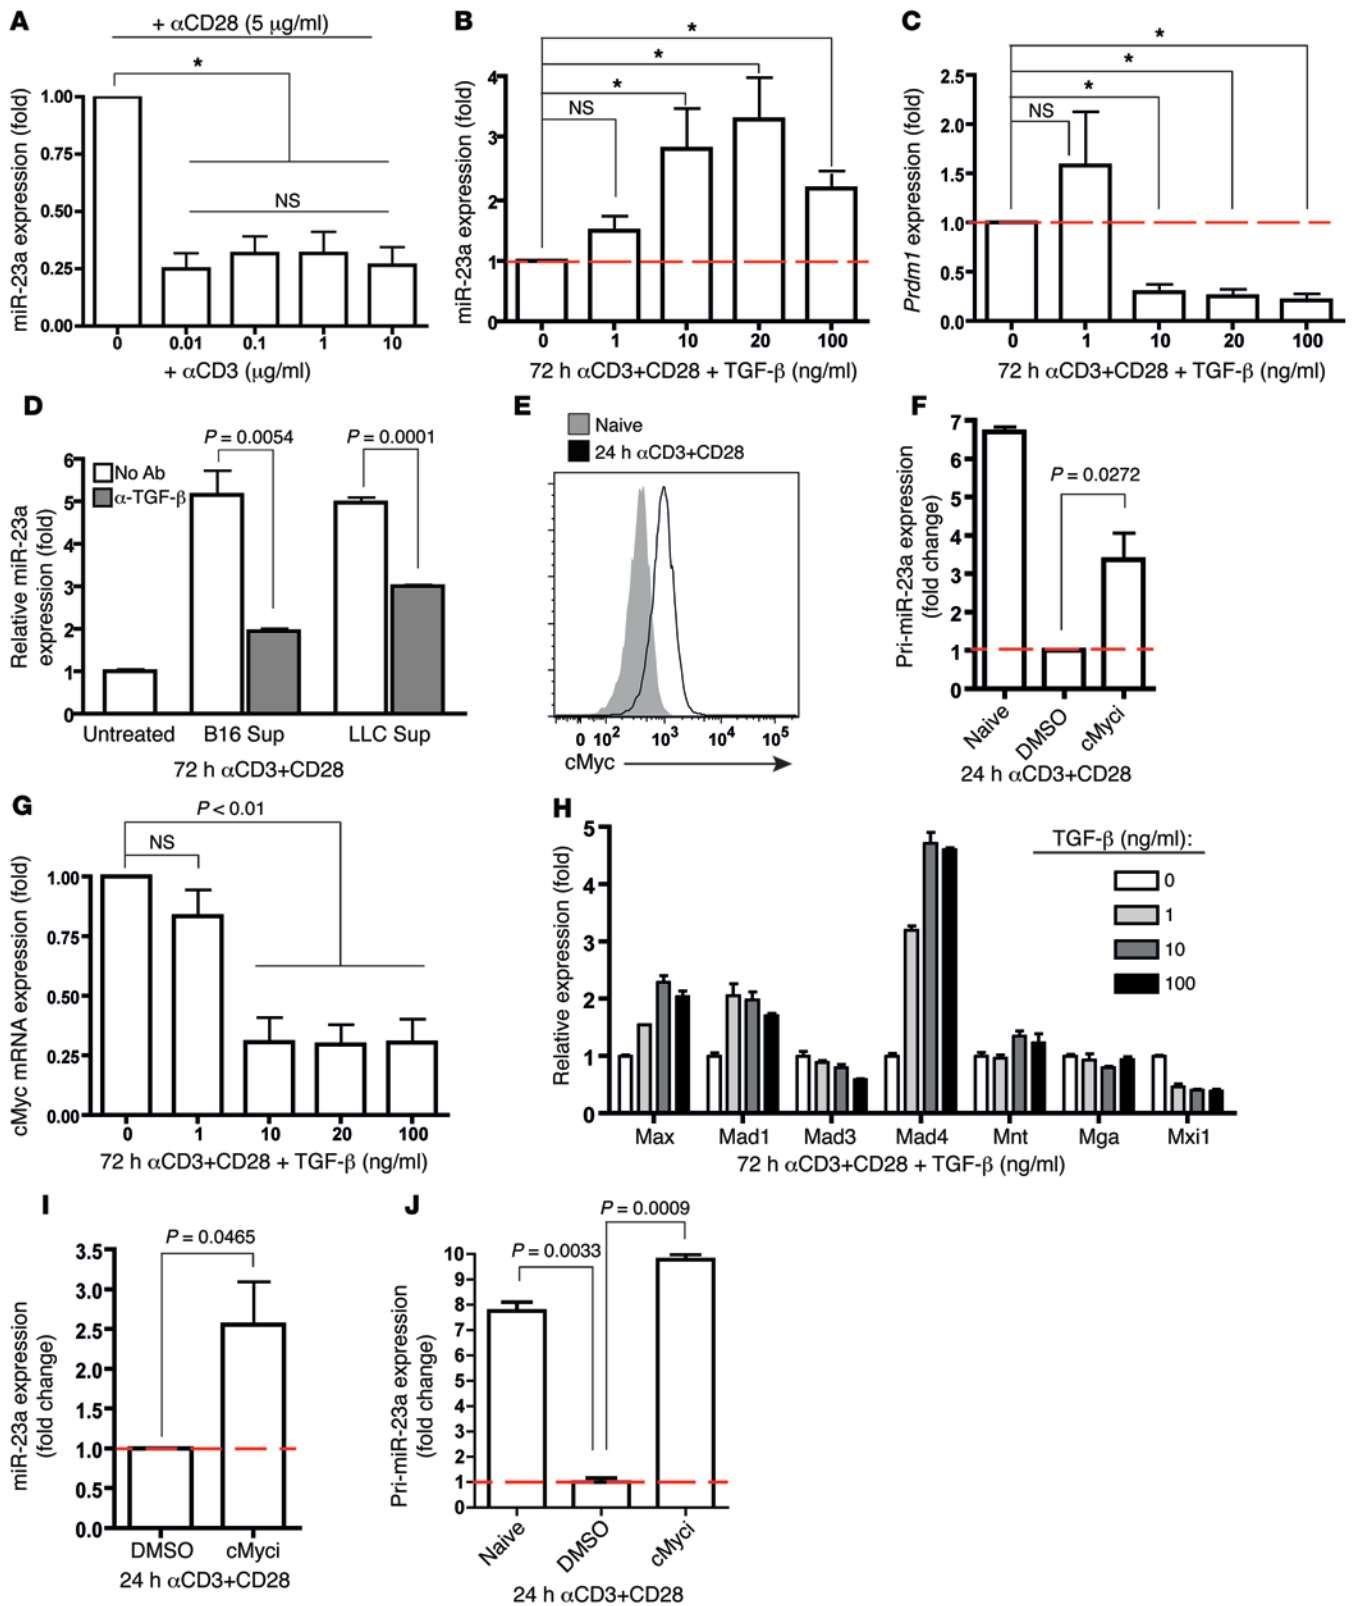 A
+ αCD28 (5 μg/ml)
*
NS
miR-23a expression (fold)
1.00
0.75
0.50
0.25
0.00
0 0.01 0.1 1 10
+ αCD3 (μg/ml)
B
*
*
*
NS
miR-23a expression (fold)
4
3
2
1
0
0 1 10 20 100
72 h αCD3+CD28 + TGF-β (ng/ml)
C
*
*
*
NS
Prdm1 expression (fold)
2.5
2.0
1.5
1.0
0.5
0.0
0 1 10 20 100
72 h αCD3+CD28 + TGF-β (ng/ml)
D
P = 0.0054 P = 0.0001
No Ab
α-TGF-β
Relative miR-23a
expression (fold)
6
5
4
3
2
1
0
Untreated B16 Sup LLC Sup
72 h αCD3+CD28
E
Naive
24 h αCD3+CD28
0 10² 10³ 10⁴ 10⁵
cMyc
F
P = 0.0272
Pri-miR-23a expression
(fold change)
7
6
5
4
3
2
1
0
Naive DMSO cMyci
24 h αCD3+CD28
G
P < 0.01
NS
cMyc mRNA expression (fold)
1.00
0.75
0.50
0.25
0.00
0 1 10 20 100
72 h αCD3+CD28 + TGF-β (ng/ml)
H
TGF-β (ng/ml):
0
1
10
100
Relative expression (fold)
5
4
3
2
1
0
Max Mad1 Mad3 Mad4 Mnt Mga Mxi1
72 h αCD3+CD28 + TGF-β (ng/ml)
I
P = 0.0465
miR-23a expression
(fold change)
3.5
3.0
2.5
2.0
1.5
1.0
0.5
0.0
DMSO cMyci
24 h αCD3+CD28
J
P = 0.0009
P = 0.0033
Pri-miR-23a expression
(fold change)
10
9
8
7
6
5
4
3
2
1
0
Naive DMSO cMyci
24 h αCD3+CD28